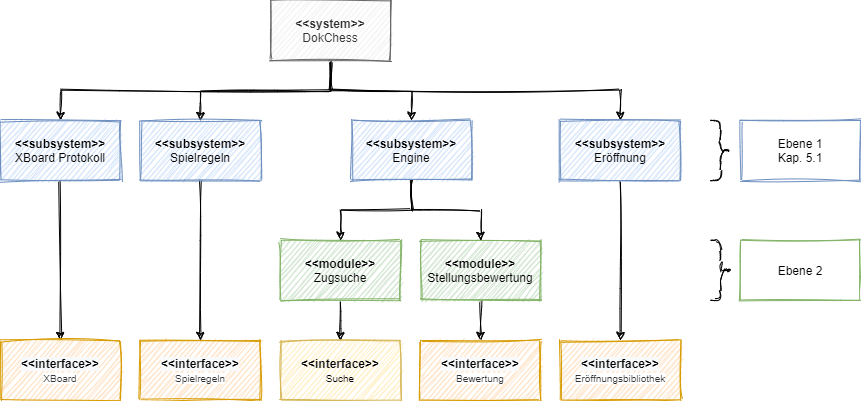 <<system>>
DokChess
<<subsystem>>
XBoard Protokoll
<<subsystem>>
Spielregeln
<<subsystem>>
Engine
<<subsystem>>
Eröffnung
Ebene 1
Kap. 5.1
<<module>>
Zugsuche
<<module>>
Stellungsbewertung
Ebene 2
<<interface>>
XBoard
<<interface>>
Spielregeln
<<interface>>
Suche
<<interface>>
Bewertung
<<interface>>
Eröffnungsbibliothek